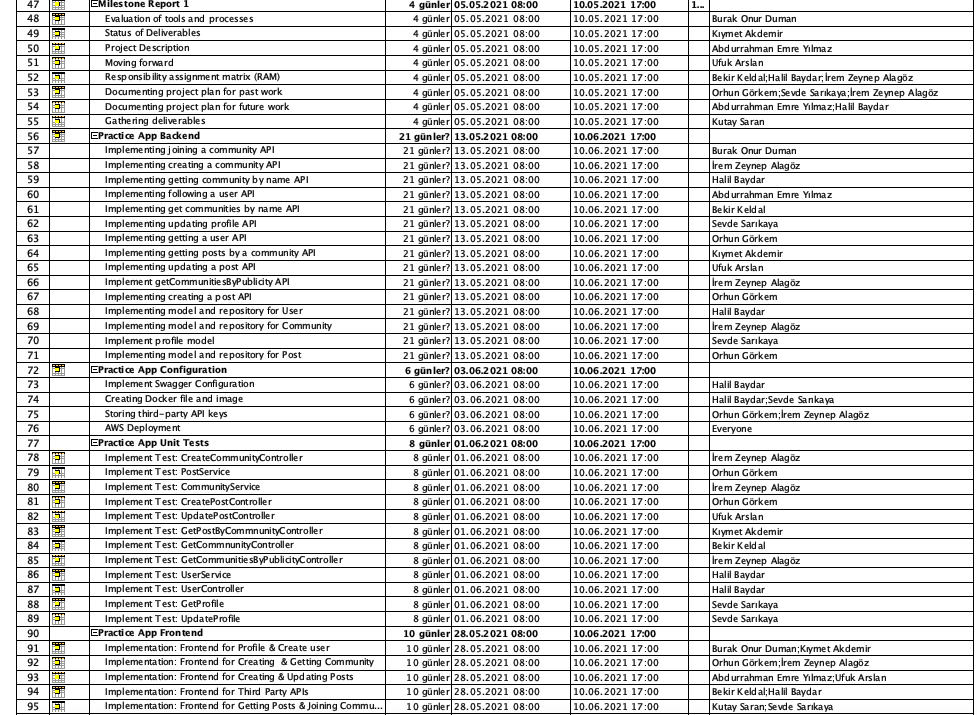 47 Milestone Report 1 4 günler 05.05.2021 08:00 10.05.2021 17:00 1...
48 Evaluation of tools and processes 4 günler 05.05.2021 08:00 10.05.2021 17:00 Burak Onur Duman
49 Status of Deliverables 4 günler 05.05.2021 08:00 10.05.2021 17:00 Kıymet Akdemir
50 Project Description 4 günler 05.05.2021 08:00 10.05.2021 17:00 Abdurrahman Emre Yılmaz
51 Moving forward 4 günler 05.05.2021 08:00 10.05.2021 17:00 Ufuk Arslan
52 Responsibility assignment matrix (RAM) 4 günler 05.05.2021 08:00 10.05.2021 17:00 Bekir Keldal;Halil Baydar;İrem Zeynep Alagöz
53 Documenting project plan for past work 4 günler 05.05.2021 08:00 10.05.2021 17:00 Orhun Görkem;Sevde Sarıkaya;İrem Zeynep Alagöz
54 Documenting project plan for future work 4 günler 05.05.2021 08:00 10.05.2021 17:00 Abdurrahman Emre Yılmaz;Halil Baydar
55 Gathering deliverables 4 günler 05.05.2021 08:00 10.05.2021 17:00 Kutay Saran
56 Practice App Backend 21 günler? 13.05.2021 08:00 10.06.2021 17:00
57 Implementing joining a community API 21 günler? 13.05.2021 08:00 10.06.2021 17:00 Burak Onur Duman
58 Implementing creating a community API 21 günler? 13.05.2021 08:00 10.06.2021 17:00 İrem Zeynep Alagöz
59 Implementing getting community by name API 21 günler? 13.05.2021 08:00 10.06.2021 17:00 Halil Baydar
60 Implementing following a user API 21 günler? 13.05.2021 08:00 10.06.2021 17:00 Abdurrahman Emre Yılmaz
61 Implementing get communities by name API 21 günler? 13.05.2021 08:00 10.06.2021 17:00 Bekir Keldal
62 Implementing updating profile API 21 günler? 13.05.2021 08:00 10.06.2021 17:00 Sevde Sarıkaya
63 Implementing getting a user API 21 günler? 13.05.2021 08:00 10.06.2021 17:00 Orhun Görkem
64 Implementing getting posts by a community API 21 günler? 13.05.2021 08:00 10.06.2021 17:00 Kıymet Akdemir
65 Implementing updating a post API 21 günler? 13.05.2021 08:00 10.06.2021 17:00 Ufuk Arslan
66 Implement getCommunitiesByPublicity API 21 günler? 13.05.2021 08:00 10.06.2021 17:00 İrem Zeynep Alagöz
67 Implementing creating a post API 21 günler? 13.05.2021 08:00 10.06.2021 17:00 Orhun Görkem
68 Implementing model and repository for User 21 günler? 13.05.2021 08:00 10.06.2021 17:00 Halil Baydar
69 Implementing model and repository for Community 21 günler? 13.05.2021 08:00 10.06.2021 17:00 İrem Zeynep Alagöz
70 Implement profile model 21 günler? 13.05.2021 08:00 10.06.2021 17:00 Sevde Sarıkaya
71 Implementing model and repository for Post 21 günler? 13.05.2021 08:00 10.06.2021 17:00 Orhun Görkem
72 Practice App Configuration 6 günler? 03.06.2021 08:00 10.06.2021 17:00
73 Implement Swagger Configuration 6 günler? 03.06.2021 08:00 10.06.2021 17:00 Halil Baydar
74 Creating Docker file and image 6 günler? 03.06.2021 08:00 10.06.2021 17:00 Halil Baydar;Sevde Sarıkaya
75 Storing third-party API keys 6 günler? 03.06.2021 08:00 10.06.2021 17:00 Orhun Görkem;İrem Zeynep Alagöz
76 AWS Deployment 6 günler? 03.06.2021 08:00 10.06.2021 17:00 Everyone
77 Practice App Unit Tests 8 günler 01.06.2021 08:00 10.06.2021 17:00
78 Implement Test: CreateCommunityController 8 günler 01.06.2021 08:00 10.06.2021 17:00 İrem Zeynep Alagöz
79 Implement Test: PostService 8 günler 01.06.2021 08:00 10.06.2021 17:00 Orhun Görkem
80 Implement Test: CommunityService 8 günler 01.06.2021 08:00 10.06.2021 17:00 İrem Zeynep Alagöz
81 Implement Test: CreatePostController 8 günler 01.06.2021 08:00 10.06.2021 17:00 Orhun Görkem
82 Implement Test: UpdatePostController 8 günler 01.06.2021 08:00 10.06.2021 17:00 Ufuk Arslan
83 Implement Test: GetPostByCommnunityController 8 günler 01.06.2021 08:00 10.06.2021 17:00 Kıymet Akdemir
84 Implement Test: GetCommnunityController 8 günler 01.06.2021 08:00 10.06.2021 17:00 Bekir Keldal
85 Implement Test: GetCommunitiesByPublicityController 8 günler 01.06.2021 08:00 10.06.2021 17:00 İrem Zeynep Alagöz
86 Implement Test: UserService 8 günler 01.06.2021 08:00 10.06.2021 17:00 Halil Baydar
87 Implement Test: UserController 8 günler 01.06.2021 08:00 10.06.2021 17:00 Halil Baydar
88 Implement Test: GetProfile 8 günler 01.06.2021 08:00 10.06.2021 17:00 Sevde Sarıkaya
89 Implement Test: UpdateProfile 8 günler 01.06.2021 08:00 10.06.2021 17:00 Sevde Sarıkaya
90 Practice App Frontend 10 günler 28.05.2021 08:00 10.06.2021 17:00
91 Implementation: Frontend for Profile & Create user 10 günler 28.05.2021 08:00 10.06.2021 17:00 Burak Onur Duman;Kıymet Akdemir
92 Implementation: Frontend for Creating & Getting Community 10 günler 28.05.2021 08:00 10.06.2021 17:00 Orhun Görkem;İrem Zeynep Alagöz
93 Implementation: Frontend for Creating & Updating Posts 10 günler 28.05.2021 08:00 10.06.2021 17:00 Abdurrahman Emre Yılmaz;Ufuk Arslan
94 Implementation: Frontend for Third Party APIs 10 günler 28.05.2021 08:00 10.06.2021 17:00 Bekir Keldal;Halil Baydar
95 Implementation: Frontend for Getting Posts & Joining Commu... 10 günler 28.05.2021 08:00 10.06.2021 17:00 Kutay Saran;Sevde Sarıkaya